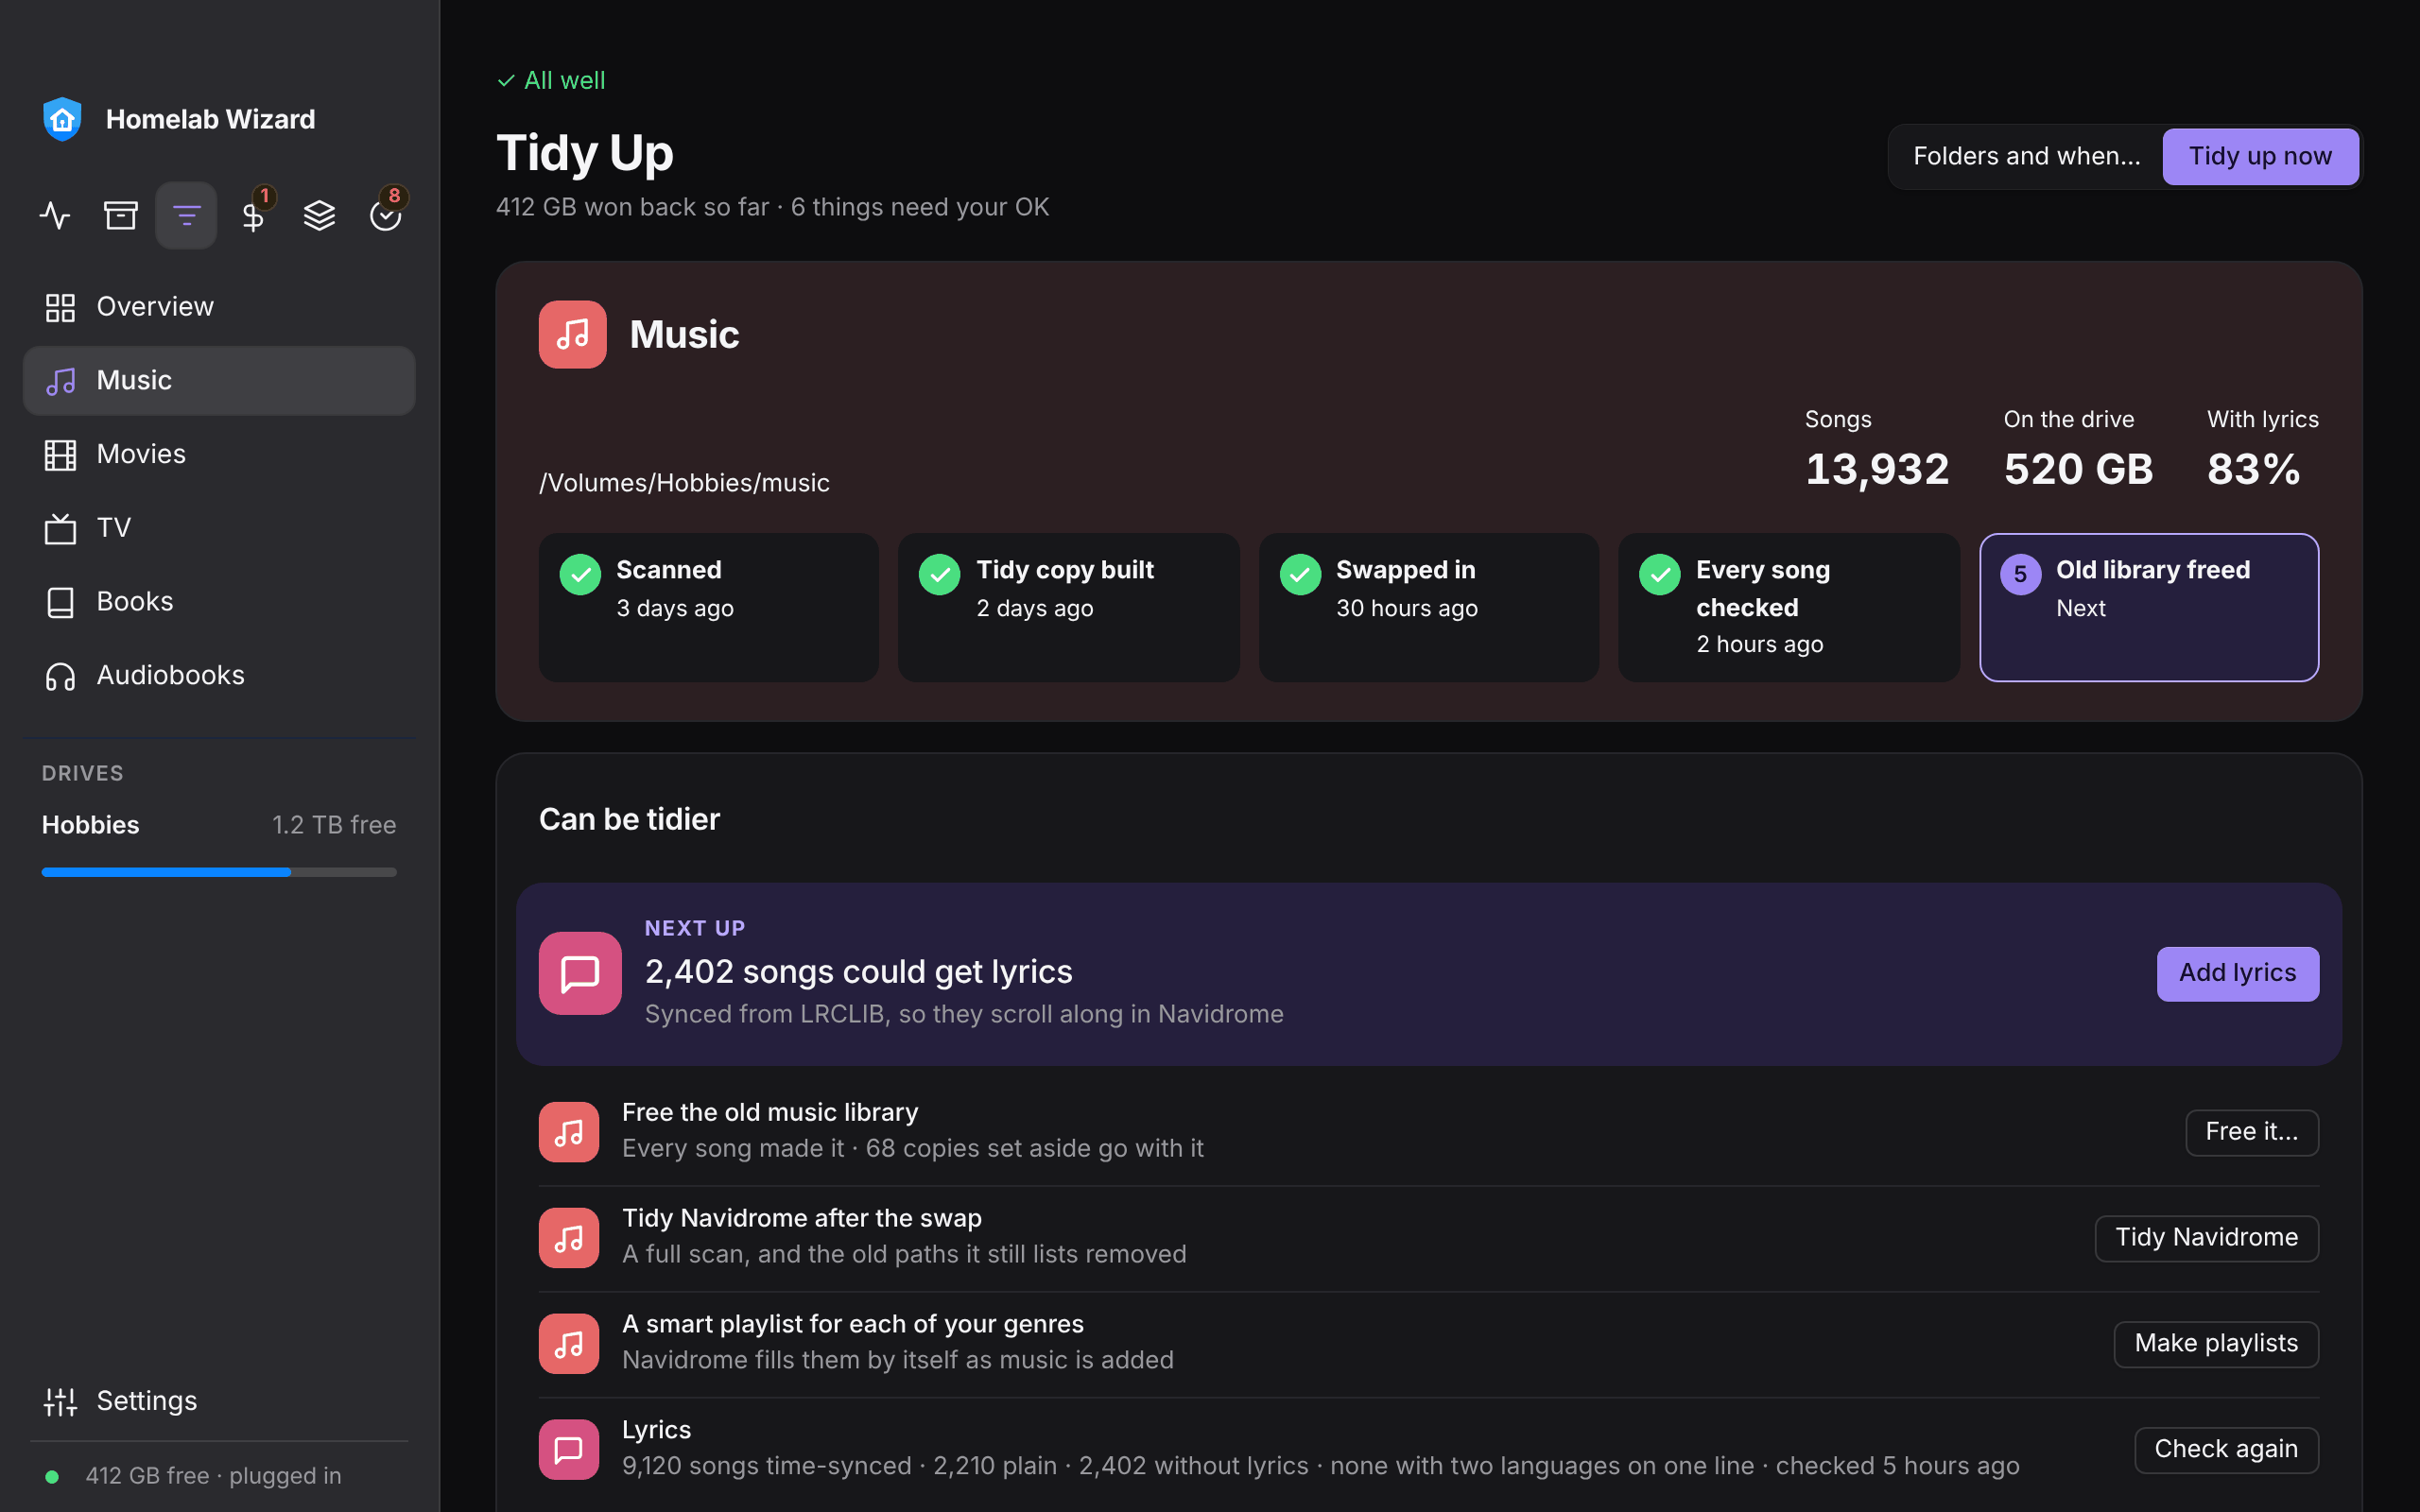 Homelab Wizard
1
8
Overview
Music
Movies
TV
Books
Audiobooks
DRIVES
Hobbies 1.2 TB free
Settings
412 GB free · plugged in
All well
Tidy Up
412 GB won back so far · 6 things need your OK
Folders and when...
Tidy up now
Music
/Volumes/Hobbies/music
Songs
13,932
On the drive
520 GB
With lyrics
83%
Scanned
3 days ago
Tidy copy built
2 days ago
Swapped in
30 hours ago
Every song
checked
2 hours ago
5
Old library freed
Next
Can be tidier
NEXT UP
2,402 songs could get lyrics
Synced from LRCLIB, so they scroll along in Navidrome
Add lyrics
Free the old music library
Every song made it · 68 copies set aside go with it
Free it...
Tidy Navidrome after the swap
A full scan, and the old paths it still lists removed
Tidy Navidrome
A smart playlist for each of your genres
Navidrome fills them by itself as music is added
Make playlists
Lyrics
9,120 songs time-synced · 2,210 plain · 2,402 without lyrics · none with two languages on one line · checked 5 hours ago
Check again